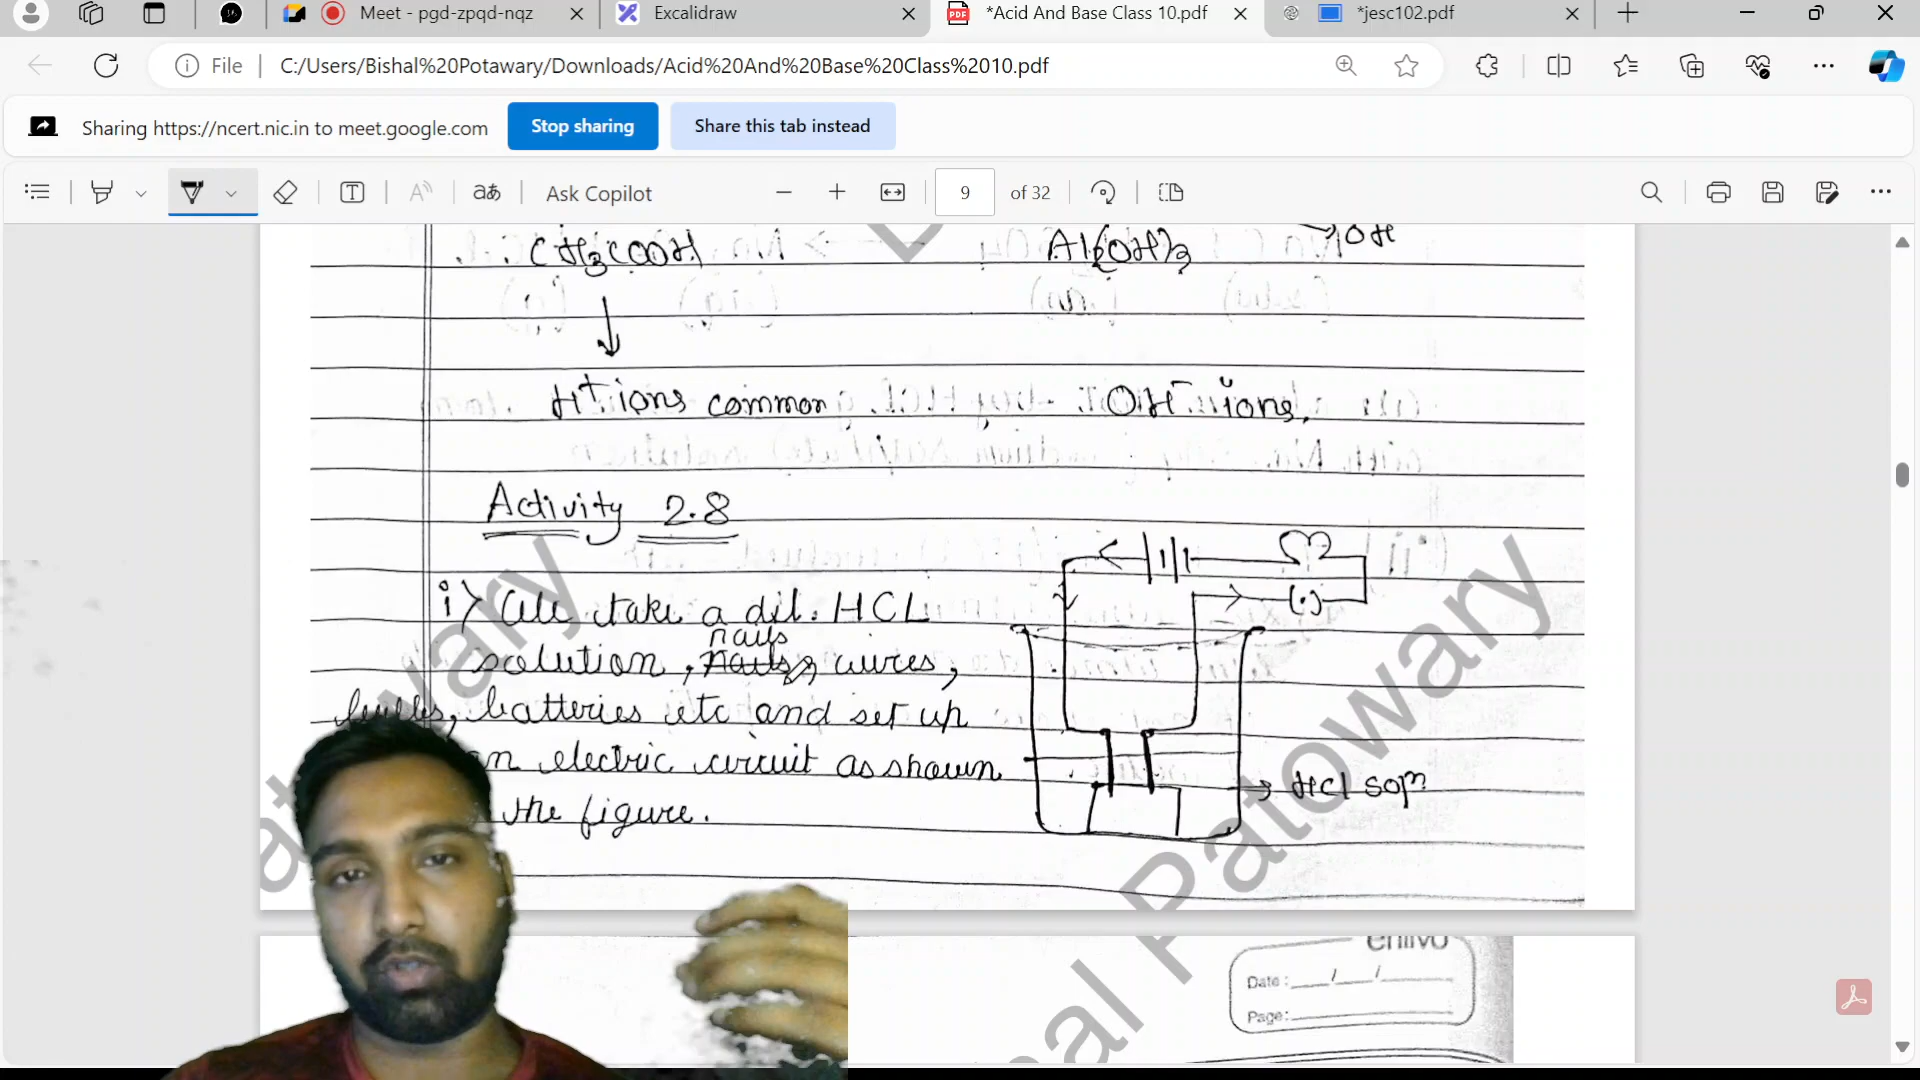 Meet - pgd-zpqd-nqz
Excalidraw
*Acid And Base Class 10.pdf
*jesc102.pdf
File
C:/Users/Bishal%20Potawary/Downloads/Acid%20And%20Base%20Class%2010.pdf
Sharing https://ncert.nic.in to meet.google.com
Stop sharing
Share this tab instead
Ask Copilot
9
of 32
CH3COOH
Al(OH)3
OH
H+ ions common
OH- ions.
Activity 2.8
i) We take a dil. HCL
nails
solution, wires,
batteries etc and set up
an electric circuit as shown
the figure.
HCl soln
Patowary
Date:
Page: